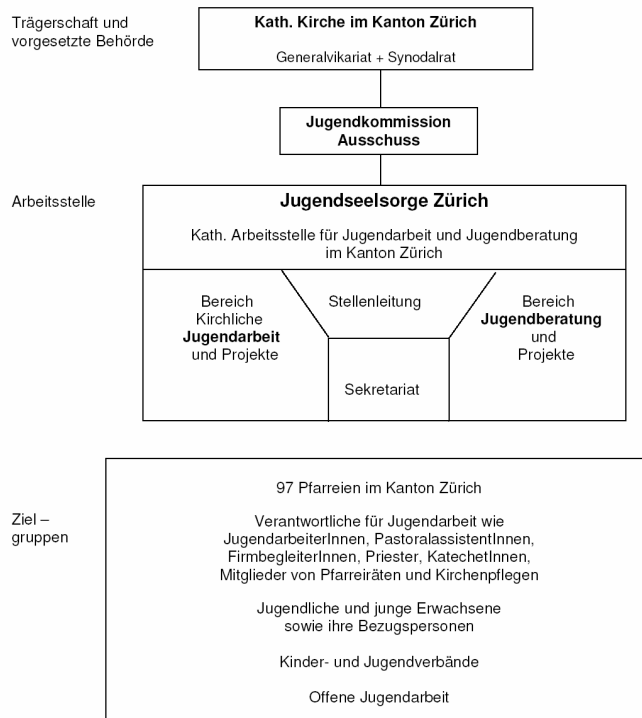 Trägerschaft und
vorgesetzte Behörde
Kath. Kirche im Kanton Zürich
Generalvikariat + Synodalrat
Jugendkommission
Ausschuss
Arbeitsstelle
Jugendseelsorge Zürich
Kath. Arbeitsstelle für Jugendarbeit und Jugendberatung
im Kanton Zürich
Bereich
Kirchliche
Jugendarbeit
und Projekte
Stellenleitung
Sekretariat
Bereich
Jugendberatung
und
Projekte
Ziel –
gruppen
97 Pfarreien im Kanton Zürich
Verantwortliche für Jugendarbeit wie
JugendarbeiterInnen, PastoralassistentInnen,
FirmbegleiterInnen, Priester, KatechetInnen,
Mitglieder von Pfarreiräten und Kirchenpflegen
Jugendliche und junge Erwachsene
sowie ihre Bezugspersonen
Kinder- und Jugendverbände
Offene Jugendarbeit